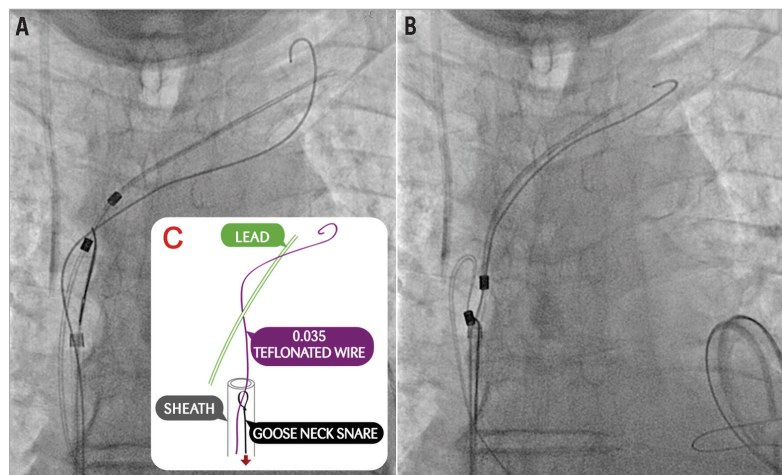 A
B
C
LEAD
0.035
TEFLONATED WIRE
SHEATH
GOOSE NECK SNARE